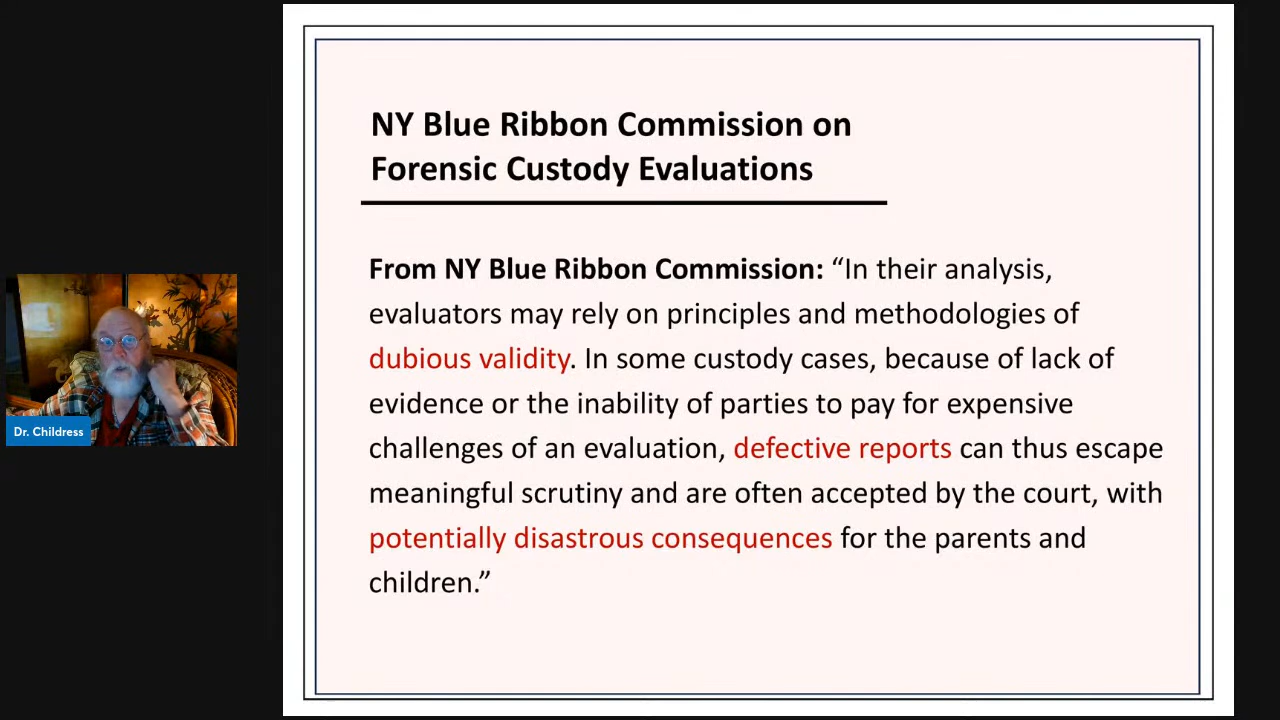 NY Blue Ribbon Commission on
Forensic Custody Evaluations
From NY Blue Ribbon Commission: “In their analysis,
evaluators may rely on principles and methodologies of
dubious validity. In some custody cases, because of lack of
evidence or the inability of parties to pay for expensive
challenges of an evaluation, defective reports can thus escape
meaningful scrutiny and are often accepted by the court, with
potentially disastrous consequences for the parents and
children.”
Dr. Childress